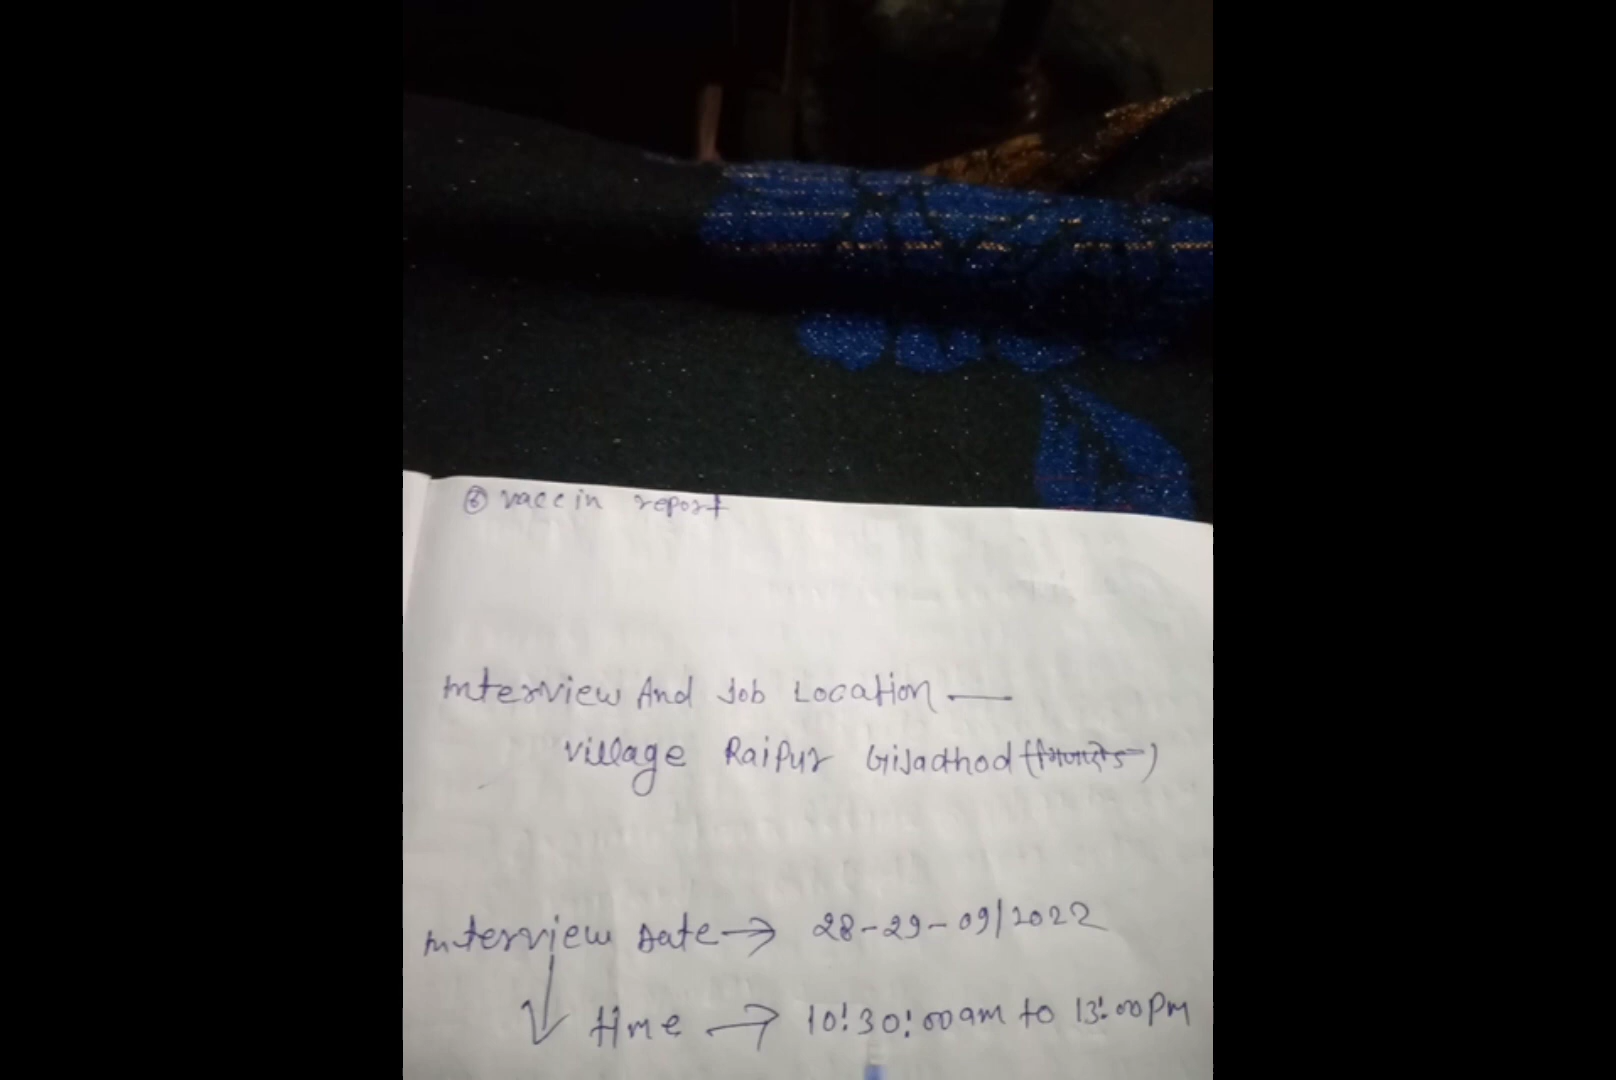 ⑥ vaccin report
Interview And Job Location —
Village Raipur Gijadhod
Interview Date → 28-29-09/2022
↓ time → 10:30:00am to 13:00pm